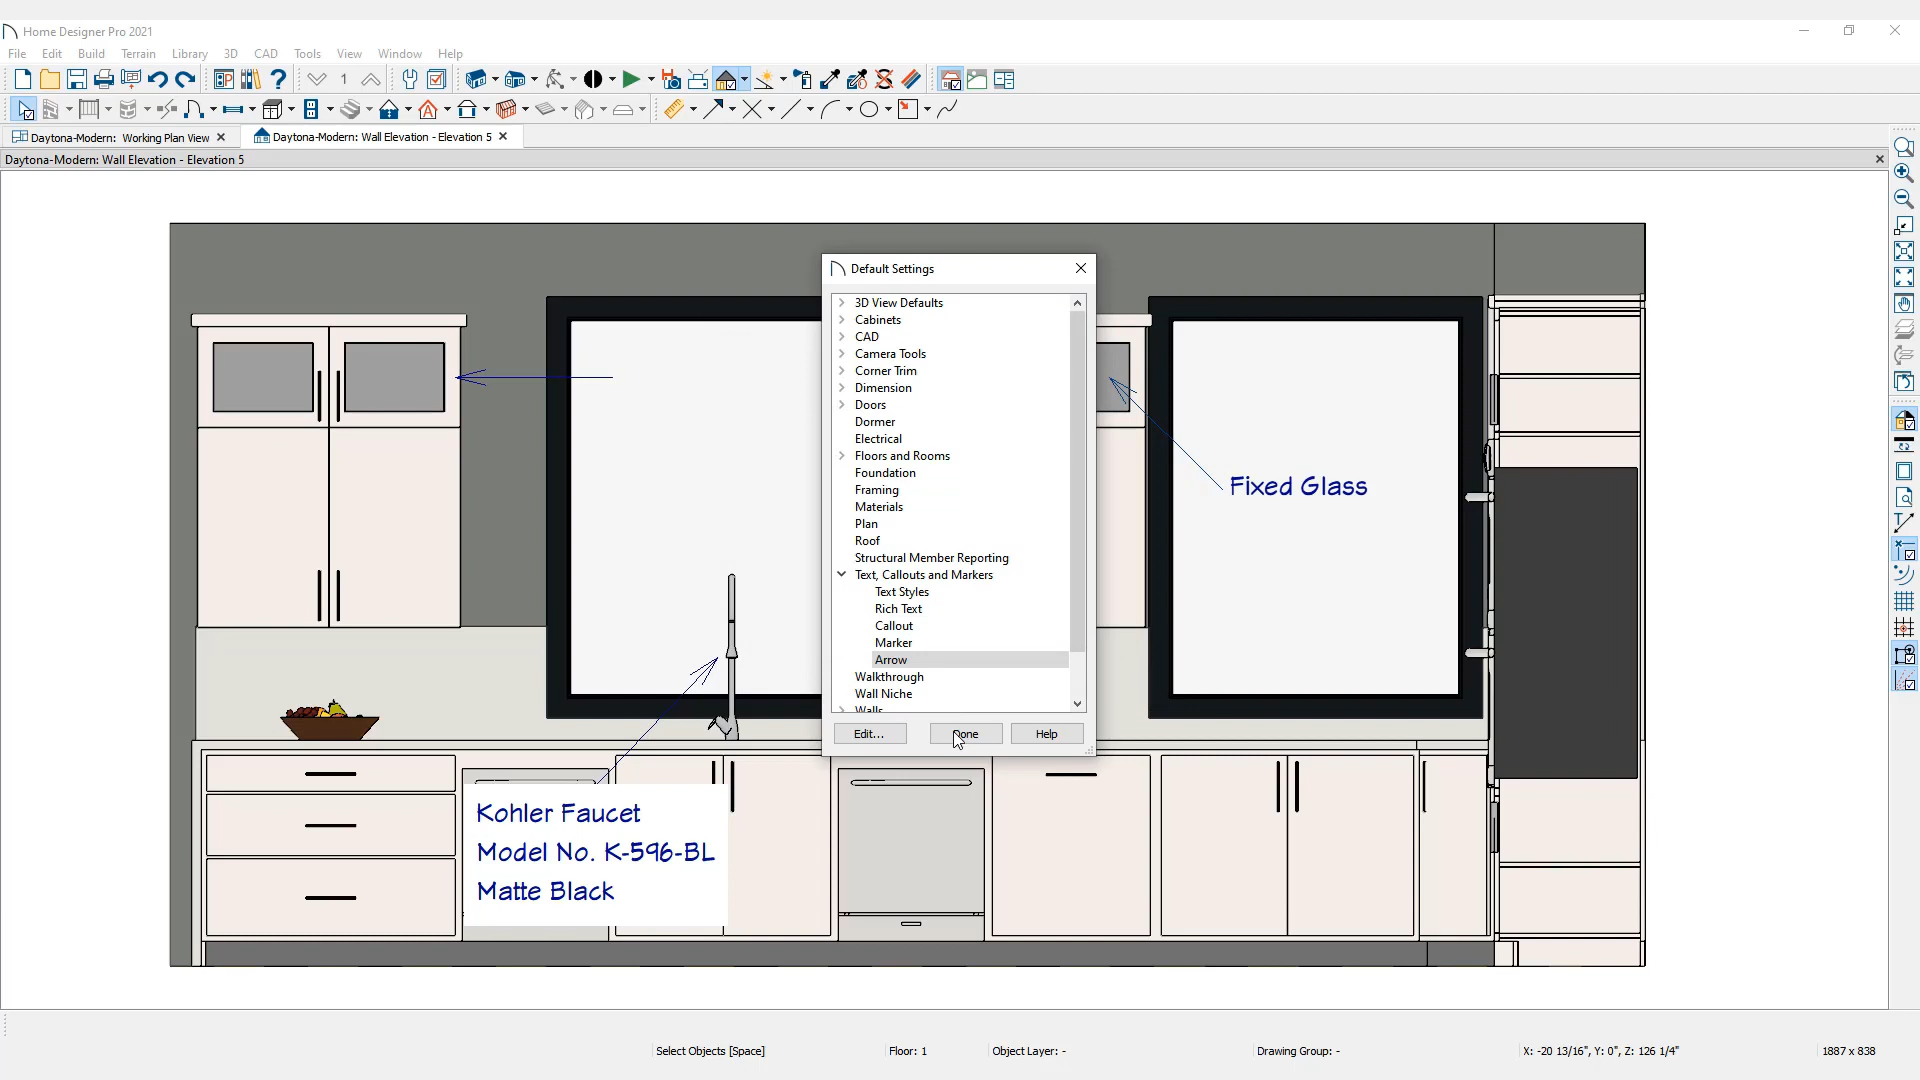 Home Designer Pro 2021
File Edit Build Terrain Library 3D CAD Tools View Window Help
1
Daytona-Modern: Working Plan View
Daytona-Modern: Wall Elevation - Elevation 5
Daytona-Modern: Wall Elevation - Elevation 5
Default Settings
3D View Defaults
Cabinets
CAD
Camera Tools
Corner Trim
Dimension
Doors
Dormer
Electrical
Floors and Rooms
Foundation
Framing
Materials
Plan
Roof
Structural Member Reporting
Text, Callouts and Markers
Text Styles
Rich Text
Callout
Marker
Arrow
Walkthrough
Wall Niche
Walls
Edit... Done Help
Fixed Glass
Kohler Faucet
Model No. K-596-BL
Matte Black
Select Objects [Space] Floor: 1 Object Layer: - Drawing Group: - X: -20 13/16", Y: 0", Z: 126 1/4" 1887 x 838